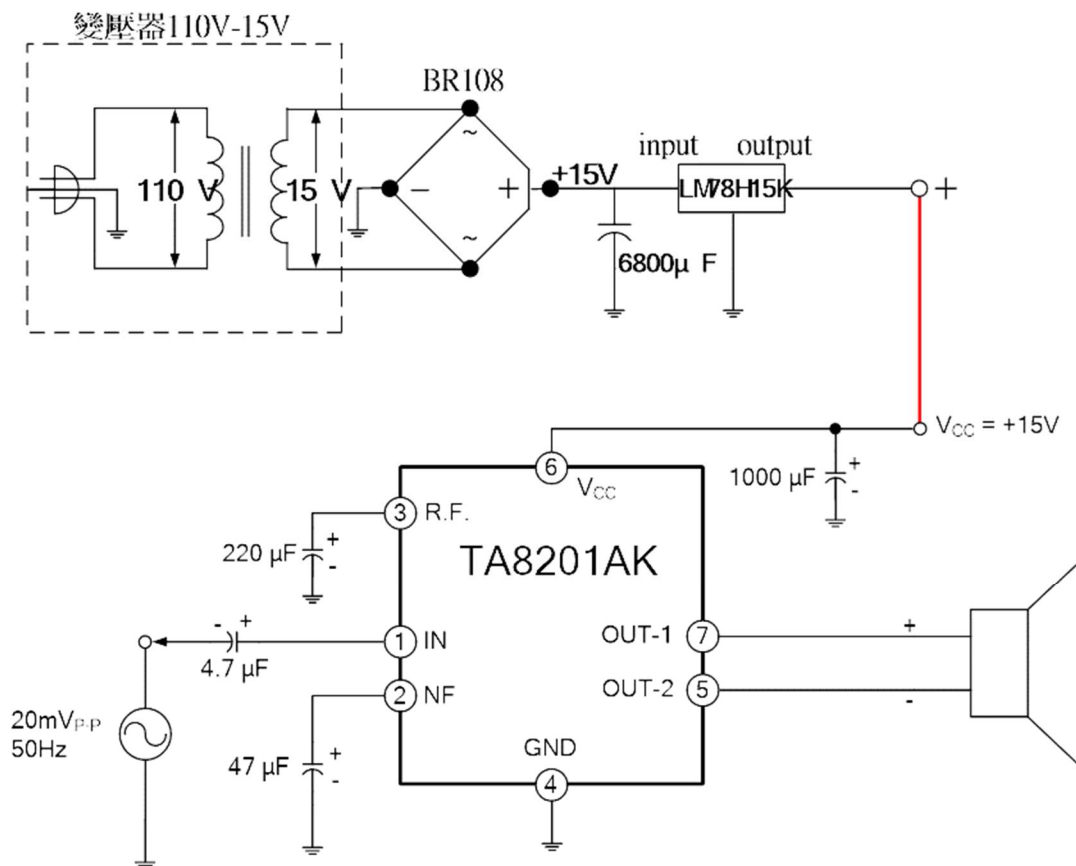 變壓器110V-15V
BR108
~
input output
110 V
15 V
-
+
+15V
LM78H15K
+
6800μ F
~
V_CC = +15V
6
V_CC
1000 μF
+
-
3 R.F.
220 μF
+
-
TA8201AK
- +
4.7 μF
1 IN
OUT-1 7
+
2 NF
OUT-2 5
-
20mV_P-P
50Hz
47 μF
+
-
GND
4